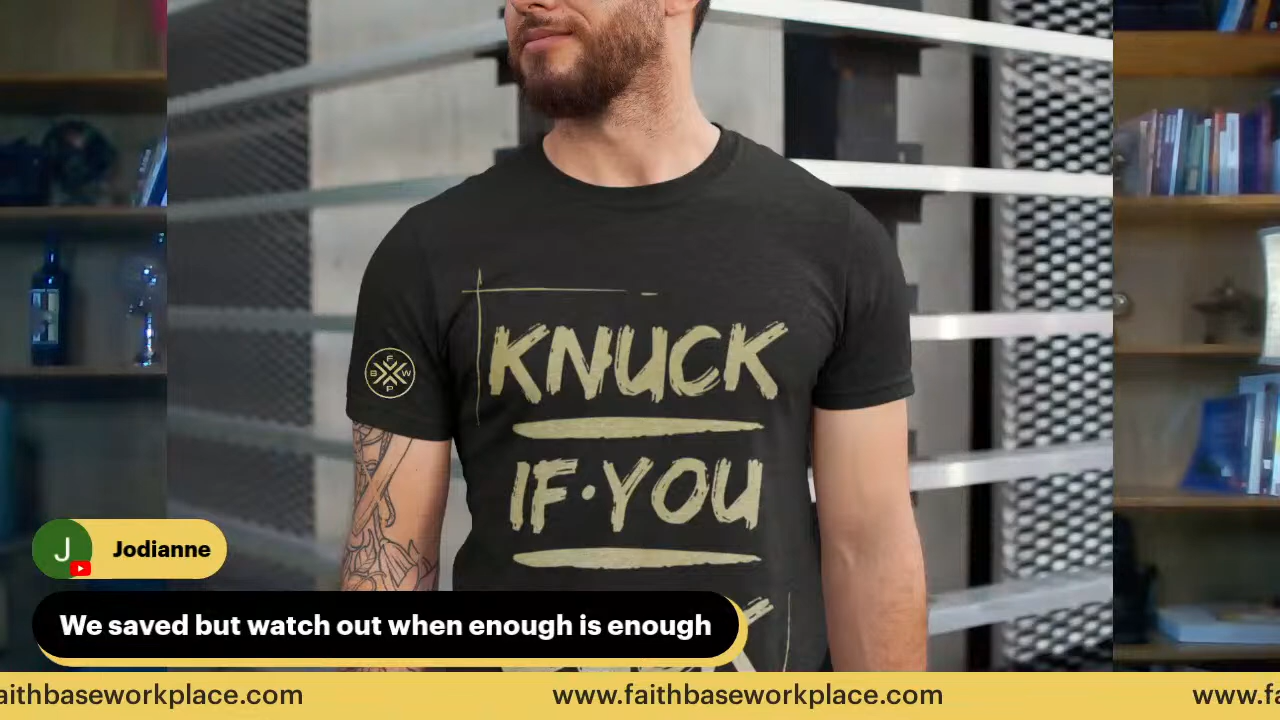 F
B W
P
KNUCK
IF•YOU
J
Jodianne
We saved but watch out when enough is enough
aithbaseworkplace.com
www.faithbaseworkplace.com
www.fa